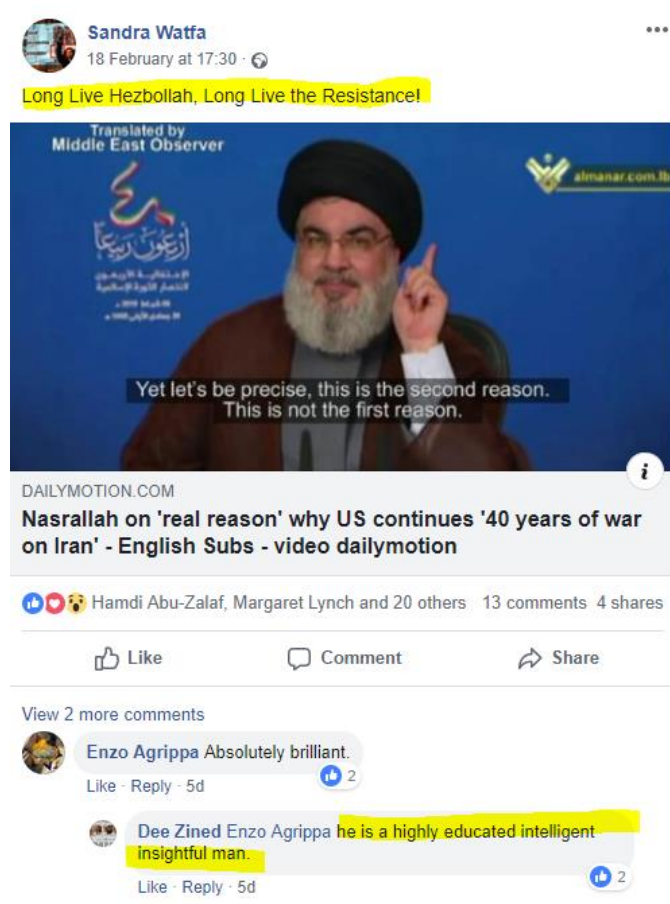 Sandra Watfa
18 February at 17:30
Long Live Hezbollah, Long Live the Resistance!
Translated by
Middle East Observer
almanar.com.lb
أربعون ربيعا
Yet let's be precise, this is the second reason.
This is not the first reason.
DAILYMOTION.COM
Nasrallah on 'real reason' why US continues '40 years of war
on Iran' - English Subs - video dailymotion
Hamdi Abu-Zalaf, Margaret Lynch and 20 others 13 comments 4 shares
Like Comment Share
View 2 more comments
Enzo Agrippa Absolutely brilliant.
2
Like · Reply · 5d
Dee Zined Enzo Agrippa he is a highly educated intelligent
insightful man.
2
Like · Reply · 5d